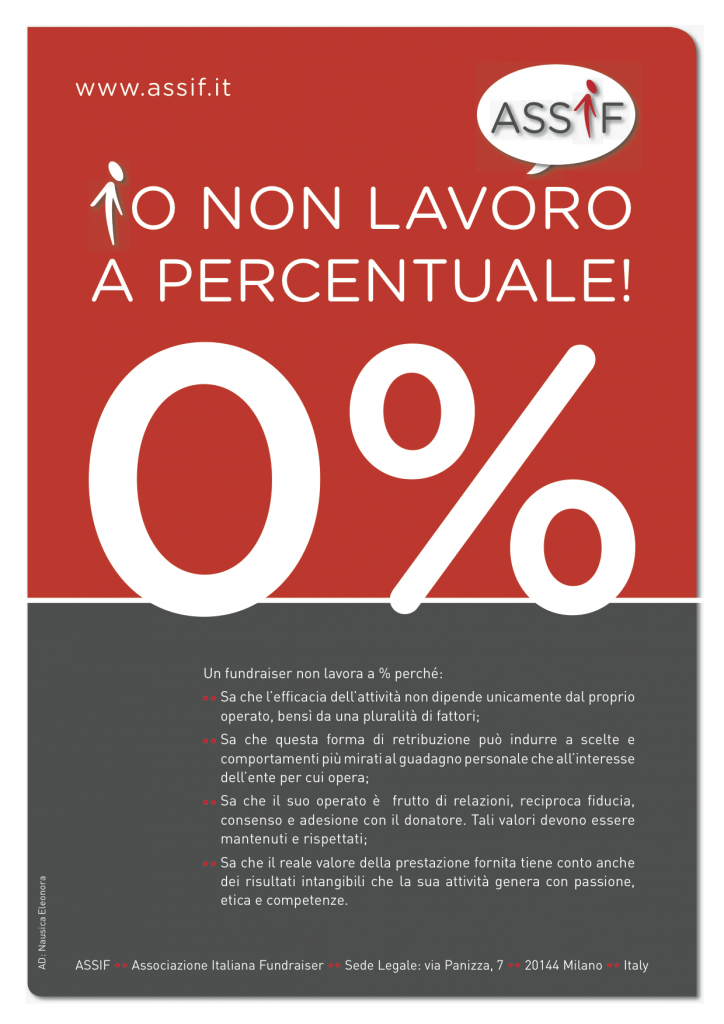 www.assif.it
ASSIF
IO NON LAVORO
A PERCENTUALE!
0%
Un fundraiser non lavora a % perché:
Sa che l'efficacia dell'attività non dipende unicamente dal proprio
operato, bensì da una pluralità di fattori;
Sa che questa forma di retribuzione può indurre a scelte e
comportamenti più mirati al guadagno personale che all'interesse
dell'ente per cui opera;
Sa che il suo operato è frutto di relazioni, reciproca fiducia,
consenso e adesione con il donatore. Tali valori devono essere
mantenuti e rispettati;
Sa che il reale valore della prestazione fornita tiene conto anche
dei risultati intangibili che la sua attività genera con passione,
etica e competenze.
AD: Nausica Eleonora
ASSIF •• Associazione Italiana Fundraiser •• Sede Legale: via Panizza, 7 •• 20144 Milano •• Italy